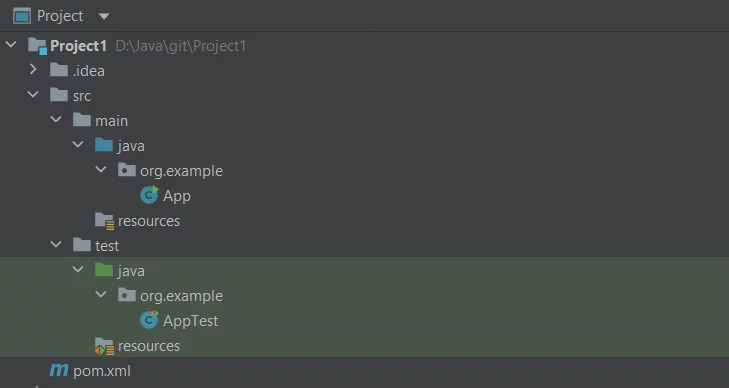 Project
Project1 D:\Java\git\Project1
.idea
src
main
java
org.example
App
resources
test
java
org.example
AppTest
resources
pom.xml